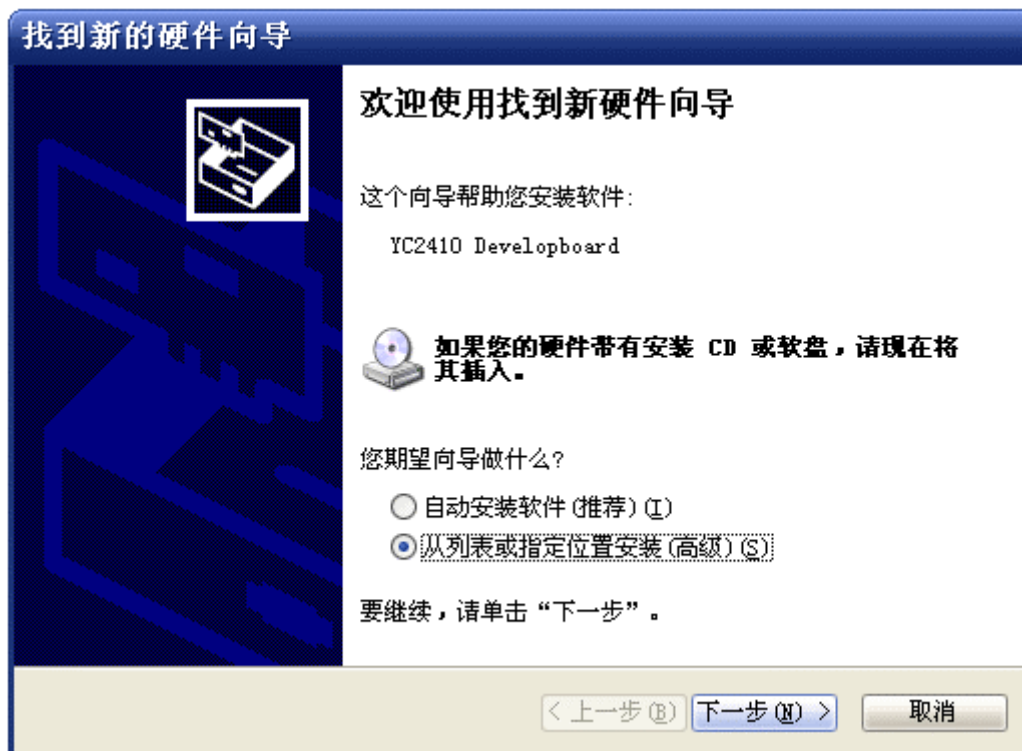 找到新的硬件向导
欢迎使用找到新硬件向导
这个向导帮助您安装软件:
YC2410 Developboard
如果您的硬件带有安装 CD 或软盘，请现在将
其插入。
您期望向导做什么?
自动安装软件(推荐)(I)
从列表或指定位置安装(高级)(S)
要继续，请单击“下一步”。
< 上一步(B) 下一步(N) > 取消